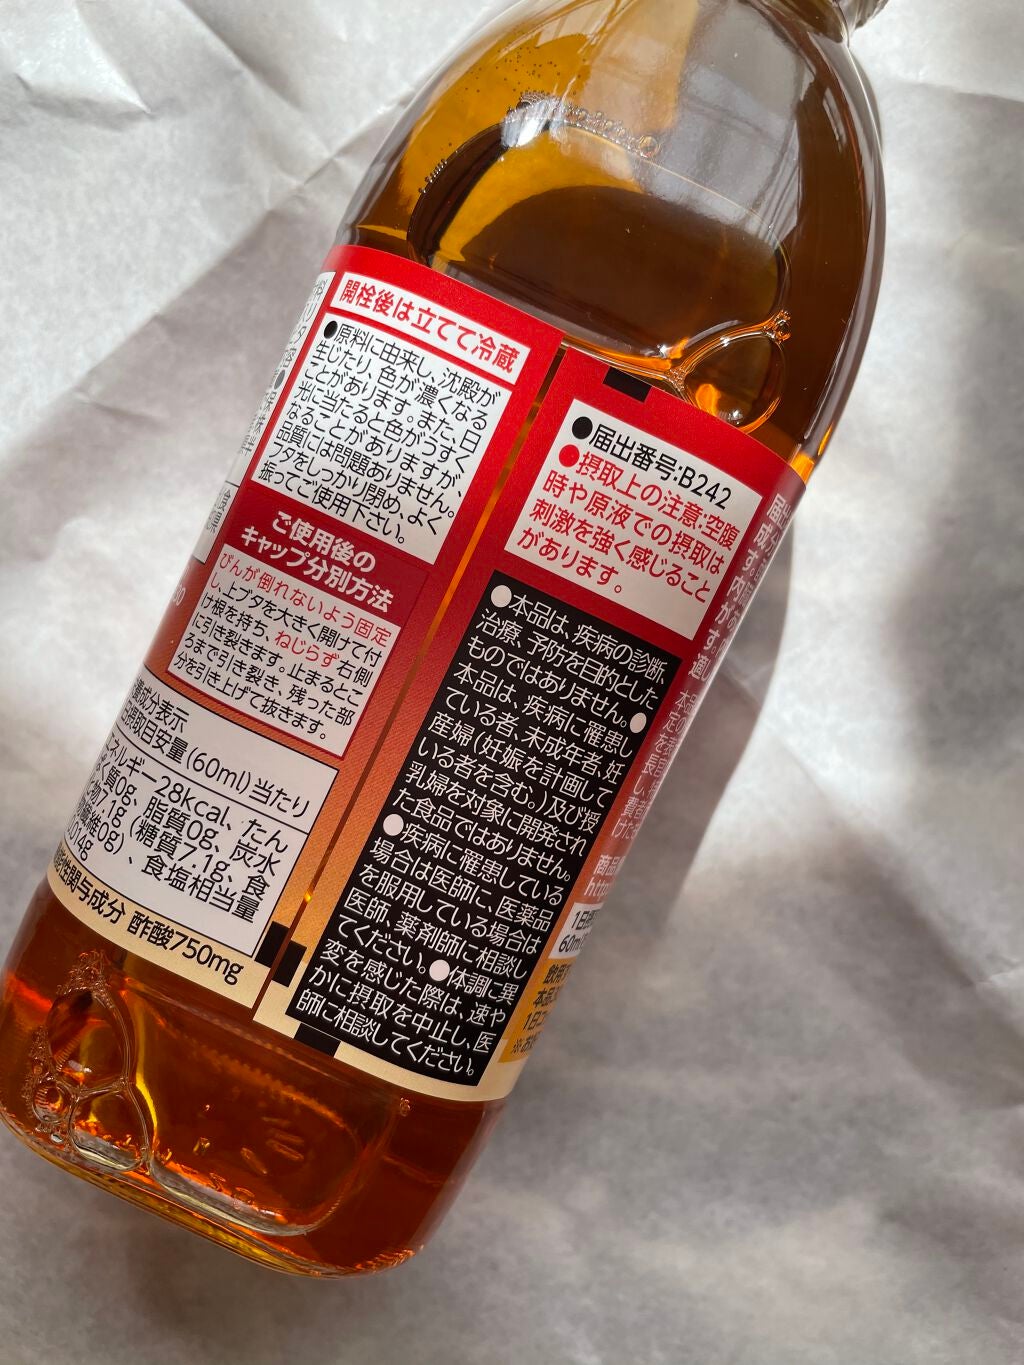 開栓後は立てて冷蔵
●原料に由来し、沈殿が
生じたり、色が濃くなる
ことがあります。また、日
光に当たると色がうすく
なることがありますが、
品質には問題ありません。
フタをしっかり閉め、よく
振ってご使用下さい。
ご使用後の
キャップ分別方法
びんが倒れないよう固定
し、上ブタを大きく開けて付
け根を持ち、ねじらず右側
に引き裂きます。止まるとこ
ろまで引き裂き、残った部
分を引き上げて抜きます。
養成分表示
摂取目安量(60ml)当たり
ネルギー28kcal、たん
く質0g、脂質0g、炭水
物7.1g(糖質7.1g、食
繊維0g)、食塩相当量
014g
関与成分 酢酸750mg
●届出番号:B242
●摂取上の注意:空腹
時や原液での摂取は
刺激を強く感じること
があります。
●本品は、疾病の診断
治療、予防を目的とした
ものではありません。●
本品は、疾病に罹患し
ている者、未成年者、妊
産婦(妊娠を計画して
いる者を含む。)及び授
乳婦を対象に開発され
た食品ではありません。
●疾病に罹患している
場合は医師に、医薬品
を服用している場合は
医師、薬剤師に相談し
てください。●体調に異
変を感じた際は、速や
かに摂取を中止し、医
師に相談してください。